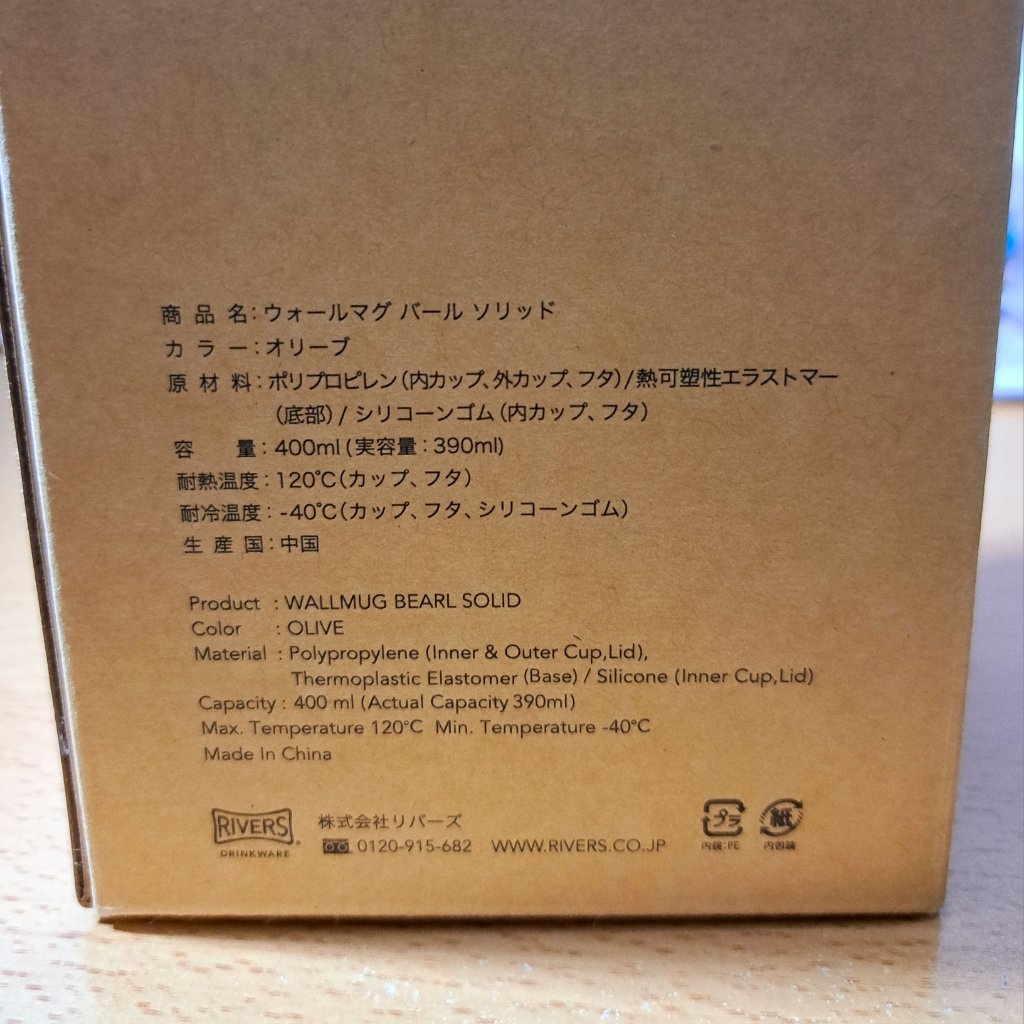 商品名：ウォールマグ バール ソリッド
カラー：オリーブ
原材料：ポリプロピレン（内カップ、外カップ、フタ）/ 熱可塑性エラストマー
（底部）/ シリコーンゴム（内カップ、フタ）
容量：400ml（実容量：390ml）
耐熱温度：120℃（カップ、フタ）
耐冷温度：-40℃（カップ、フタ、シリコーンゴム）
生産国：中国
Product : WALLMUG BEARL SOLID
Color : OLIVE
Material : Polypropylene (Inner & Outer Cup,Lid),
Thermoplastic Elastomer (Base) / Silicone (Inner Cup,Lid)
Capacity : 400 ml (Actual Capacity 390ml)
Max. Temperature 120℃ Min. Temperature -40℃
Made In China
RIVERS
DRINKWARE
株式会社リバーズ
0120-915-682 WWW.RIVERS.CO.JP
プラ
内袋：PE
紙
内包装